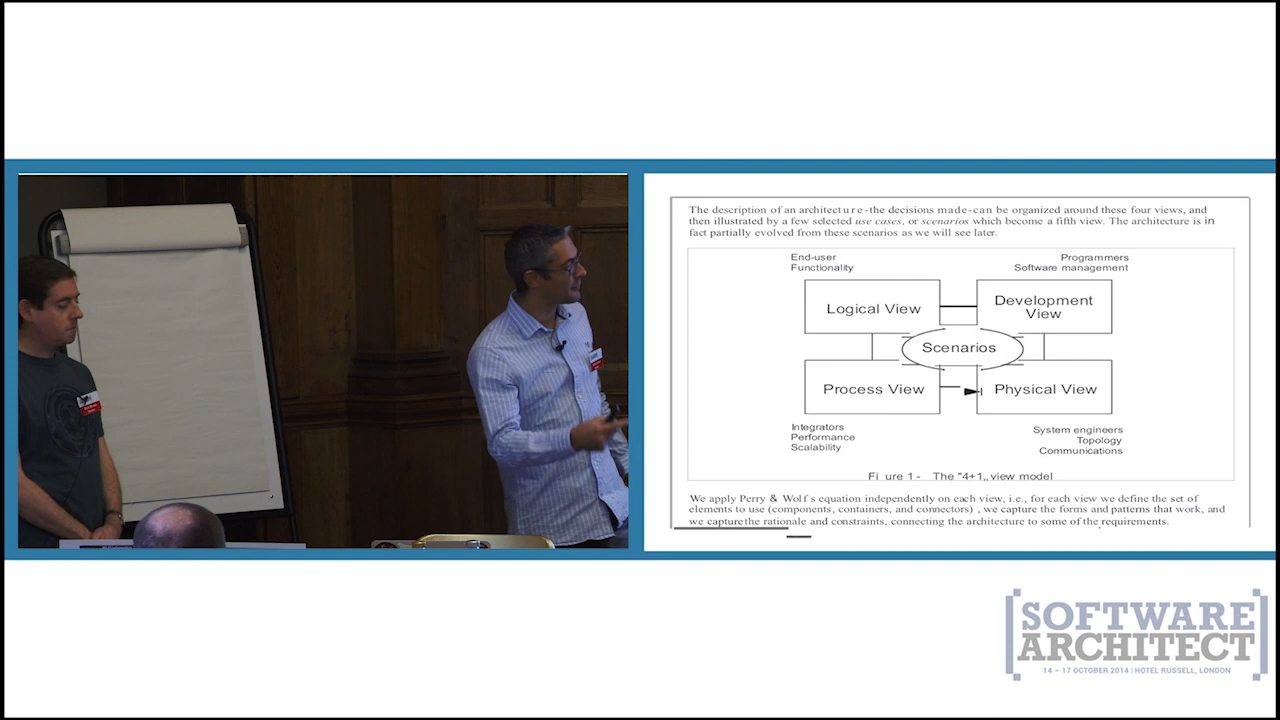 The description of an architecture-the decisions made-can be organized around these four views, and
then illustrated by a few selected use cases, or scenarios which become a fifth view. The architecture is in
fact partially evolved from these scenarios as we will see later.
End-user
Functionality
Programmers
Software management
Logical View
Development
View
Scenarios
Process View
Physical View
Integrators
Performance
Scalability
System engineers
Topology
Communications
Fi ure 1 - The "4+1„ view model
We apply Perry & Wolf s equation independently on each view, i.e., for each view we define the set of
elements to use (components, containers, and connectors) , we capture the forms and patterns that work, and
we capture the rationale and constraints, connecting the architecture to some of the requirements.
[SOFTWARE
ARCHITECT]
14 – 17 OCTOBER 2014 | HOTEL RUSSELL, LONDON